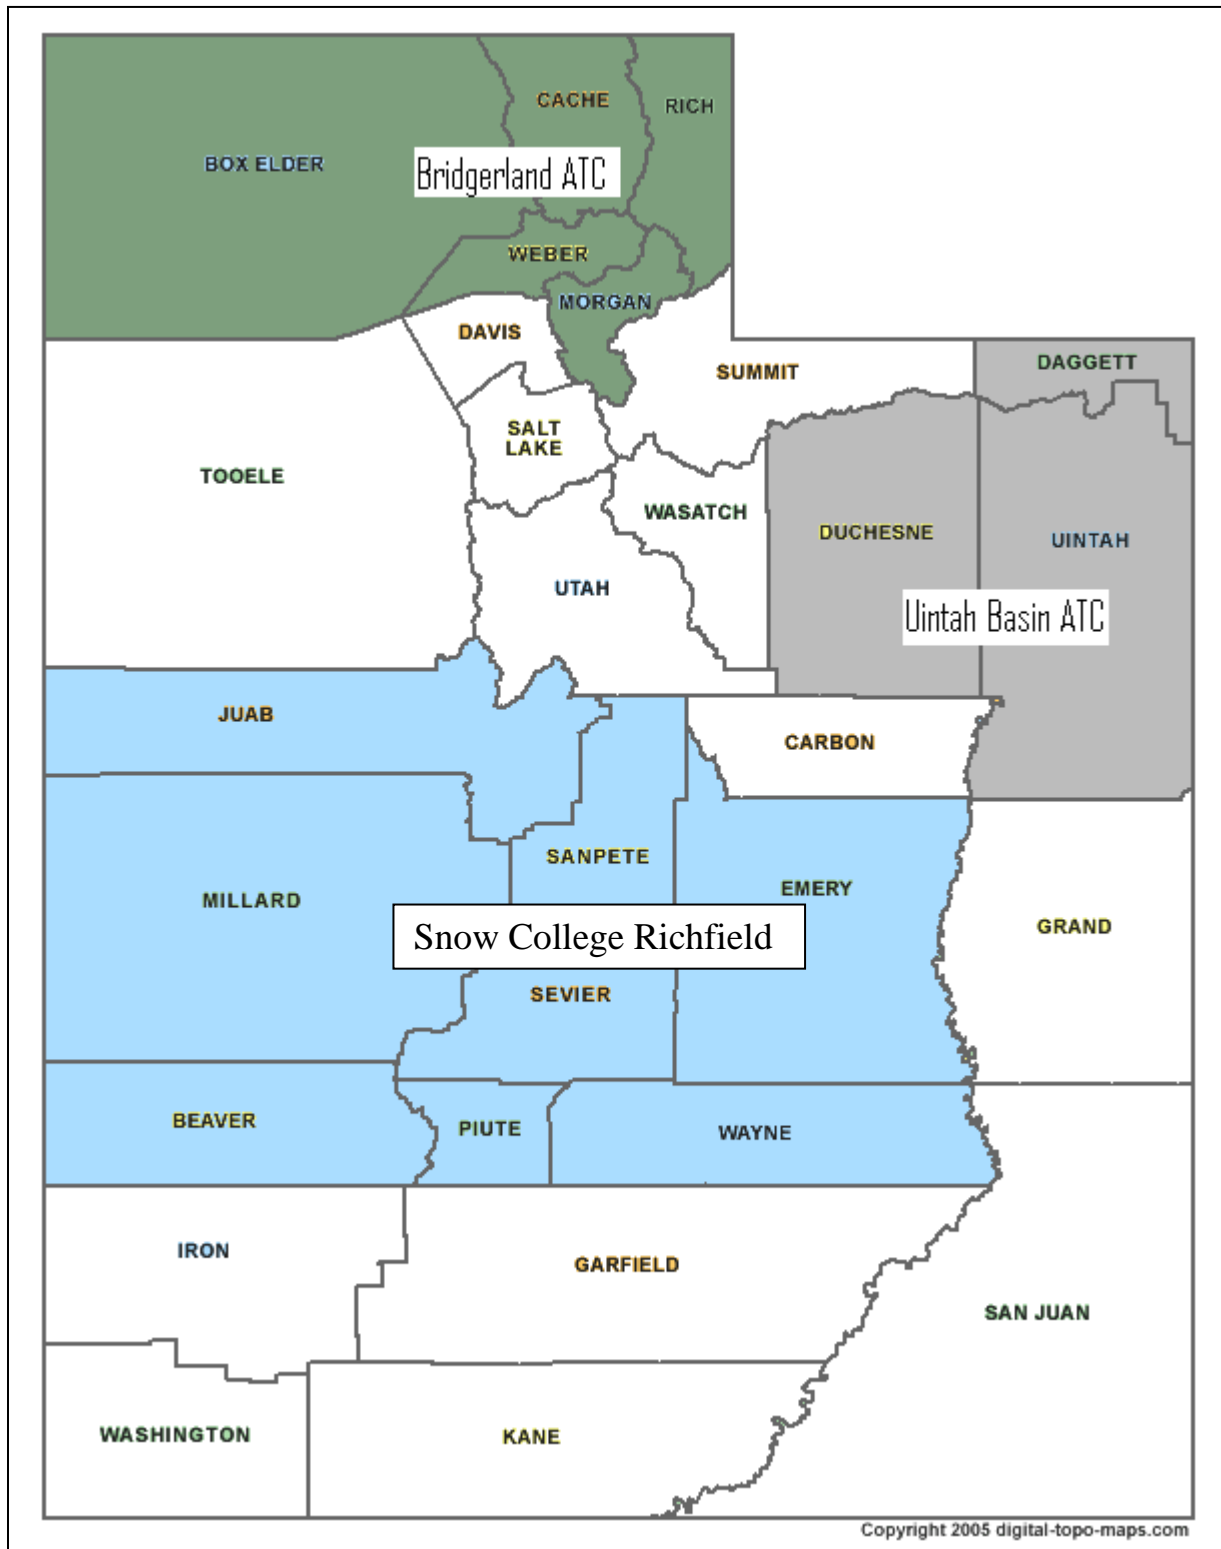 CACHE
RICH
BOX ELDER
Bridgerland ATC
WEBER
MORGAN
DAVIS
SUMMIT
DAGGETT
SALT
LAKE
TOOELE
WASATCH
DUCHESNE
UINTAH
UTAH
Uintah Basin ATC
JUAB
CARBON
SANPETE
EMERY
MILLARD
GRAND
Snow College Richfield
SEVIER
BEAVER
PIUTE
WAYNE
IRON
GARFIELD
SAN JUAN
WASHINGTON
KANE
Copyright 2005 digital-topo-maps.com